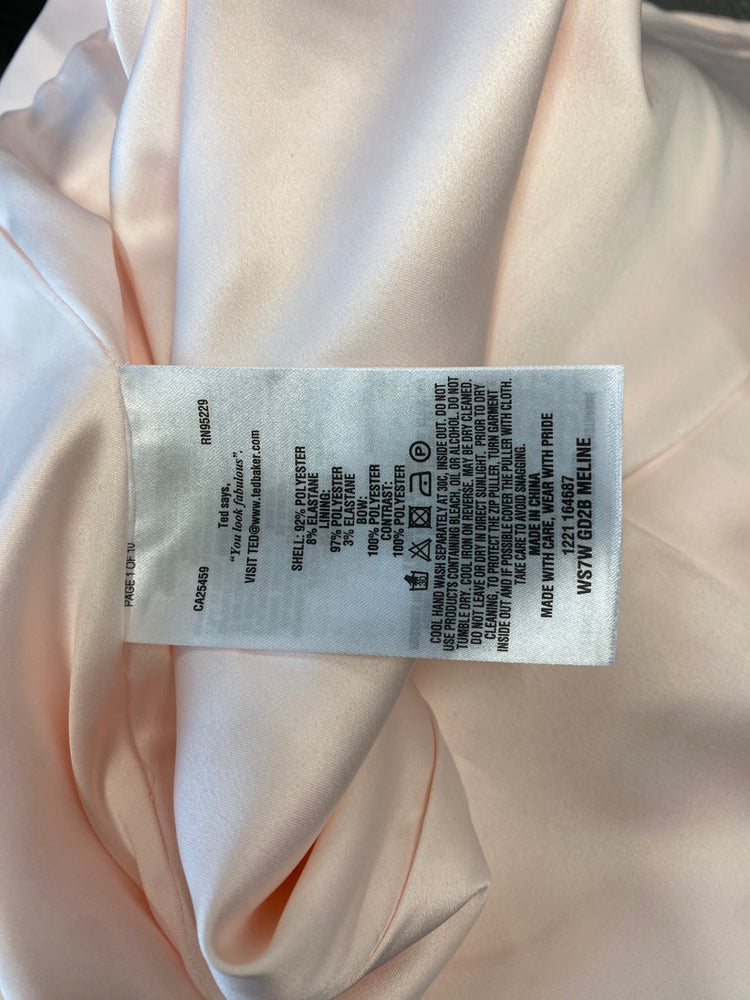 PAGE 1 OF 10
CA25459 RN95229
Ted says,
"You look fabulous".
VISIT TED@www.tedbaker.com
SHELL: 92% POLYESTER
8% ELASTANE
LINING:
97% POLYESTER
3% ELASTANE
BOW:
100% POLYESTER
CONTRAST:
100% POLYESTER
COOL HAND WASH SEPARATELY AT 30C, INSIDE OUT. DO NOT
USE PRODUCTS CONTAINING BLEACH, OIL OR ALCOHOL. DO NOT
TUMBLE DRY. COOL IRON ON REVERSE. MAY BE DRY CLEANED.
DO NOT LEAVE OR DRY IN DIRECT SUNLIGHT. PRIOR TO DRY
CLEANING, TO PROTECT THE ZIP PULLER, TURN GARMENT
INSIDE OUT AND IF POSSIBLE COVER THE PULLER WITH CLOTH.
TAKE CARE TO AVOID SNAGGING.
MADE IN CHINA
MADE WITH CARE, WEAR WITH PRIDE
1221 164687
WS7W GD2B MELINE